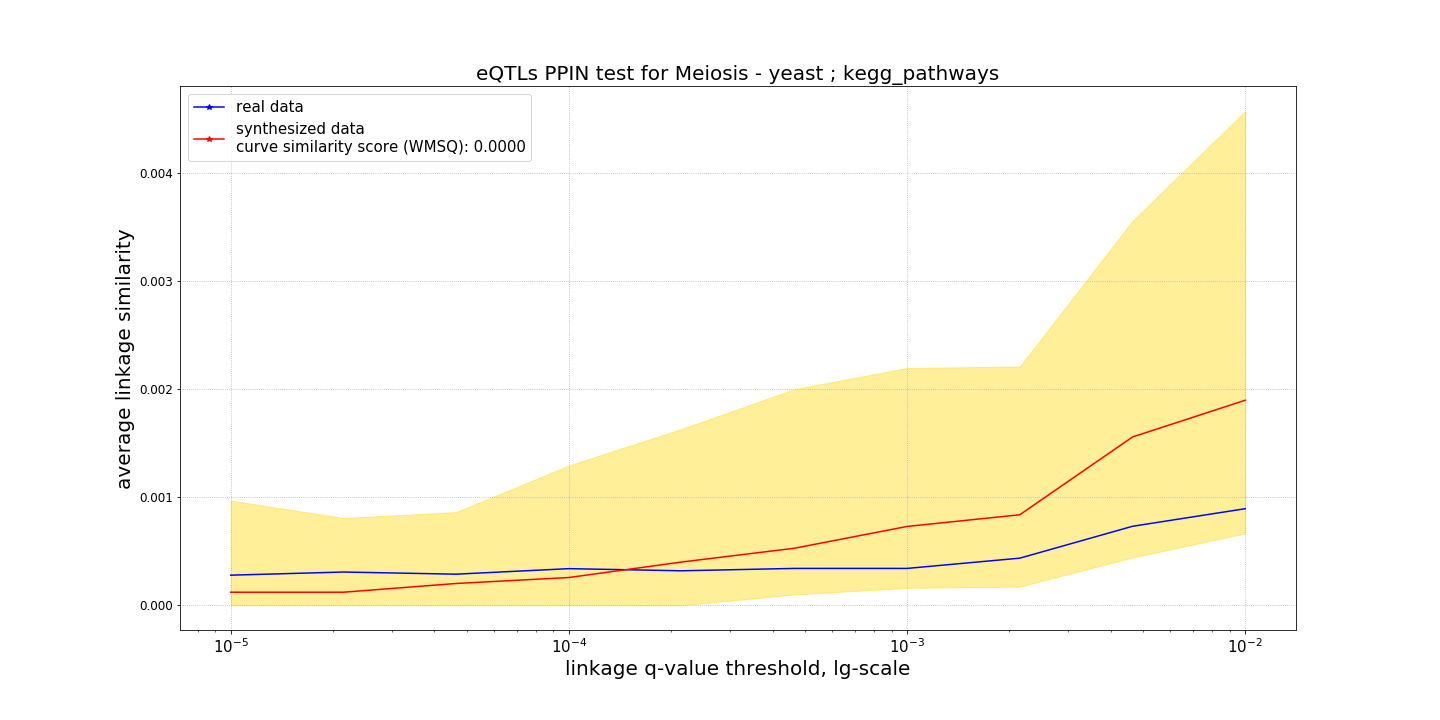 eQTLs PPIN test for Meiosis - yeast ; kegg_pathways
real data
synthesized data
curve similarity score (WMSQ): 0.0000
average linkage similarity
0.004
0.003
0.002
0.001
0.000
10⁻⁵ 10⁻⁴ 10⁻³ 10⁻²
linkage q-value threshold, lg-scale